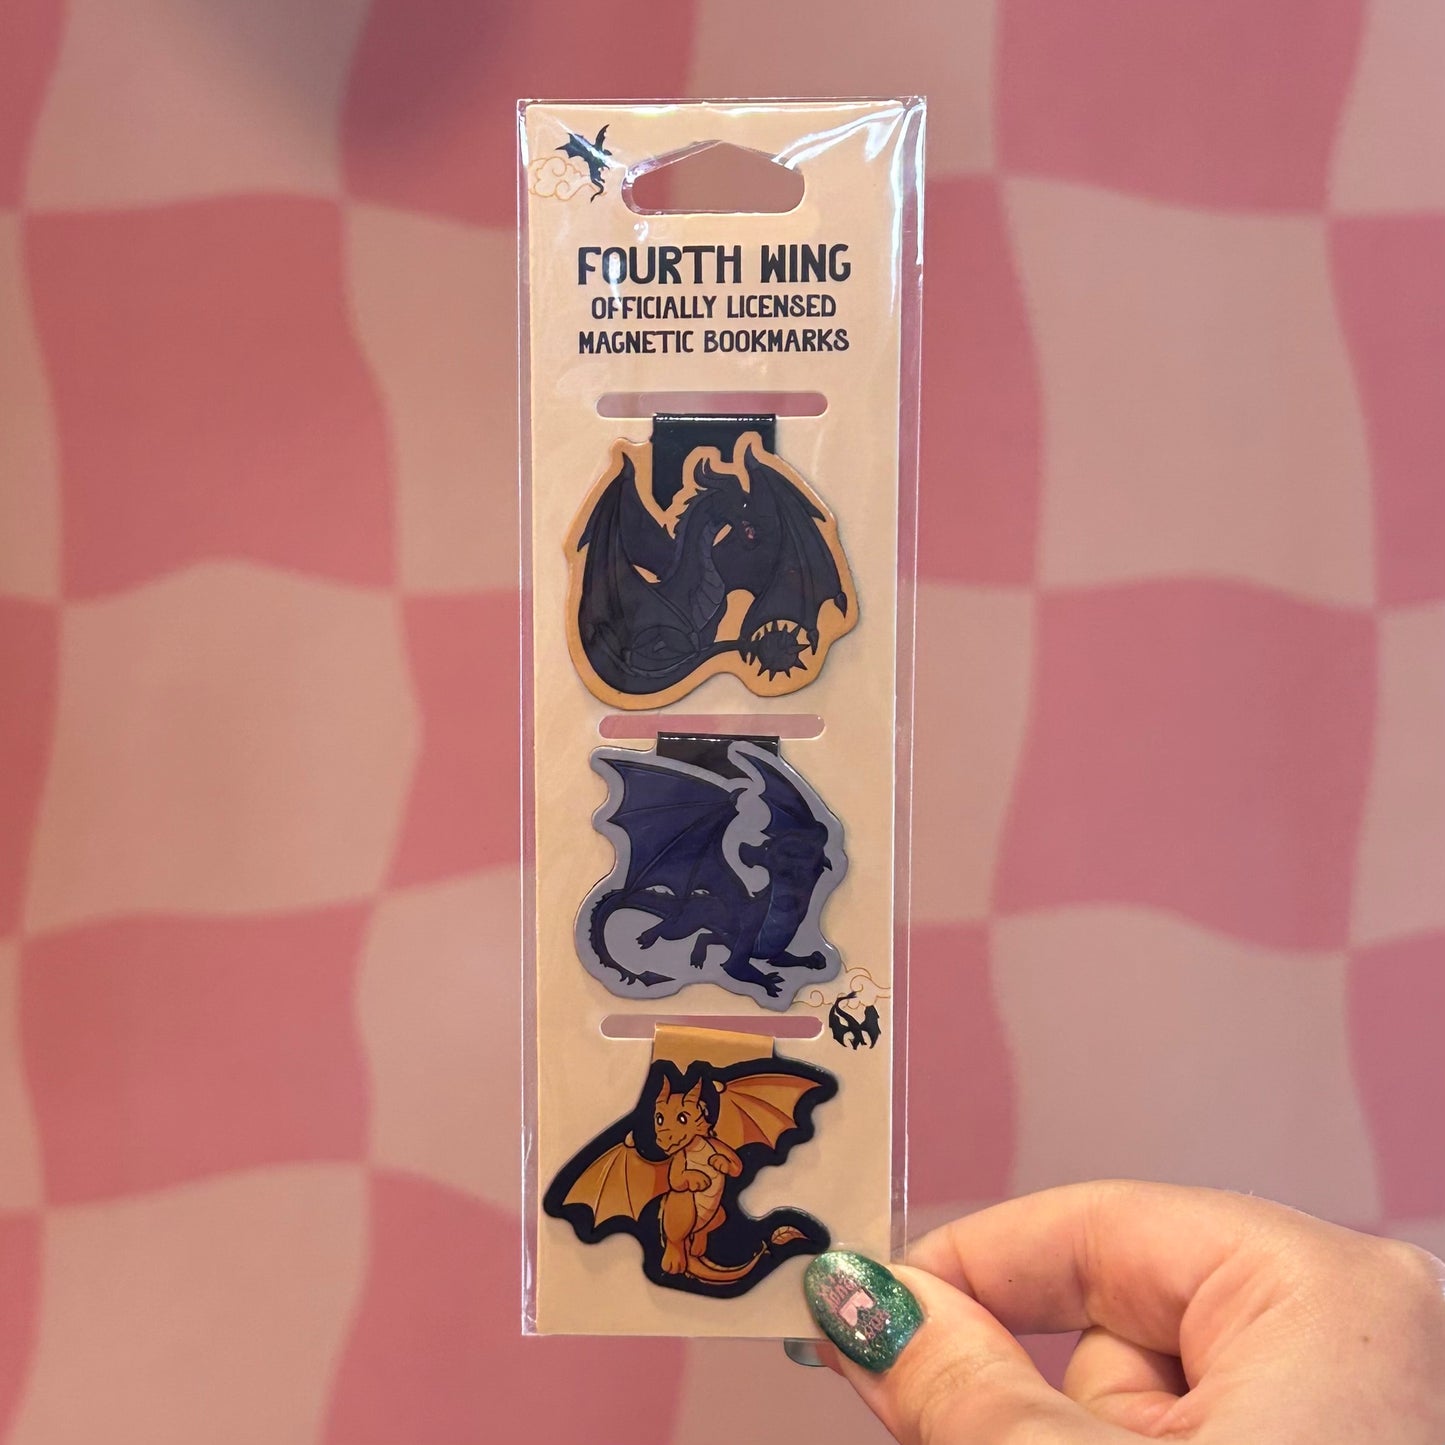 FOURTH WING
OFFICIALLY LICENSED
MAGNETIC BOOKMARKS